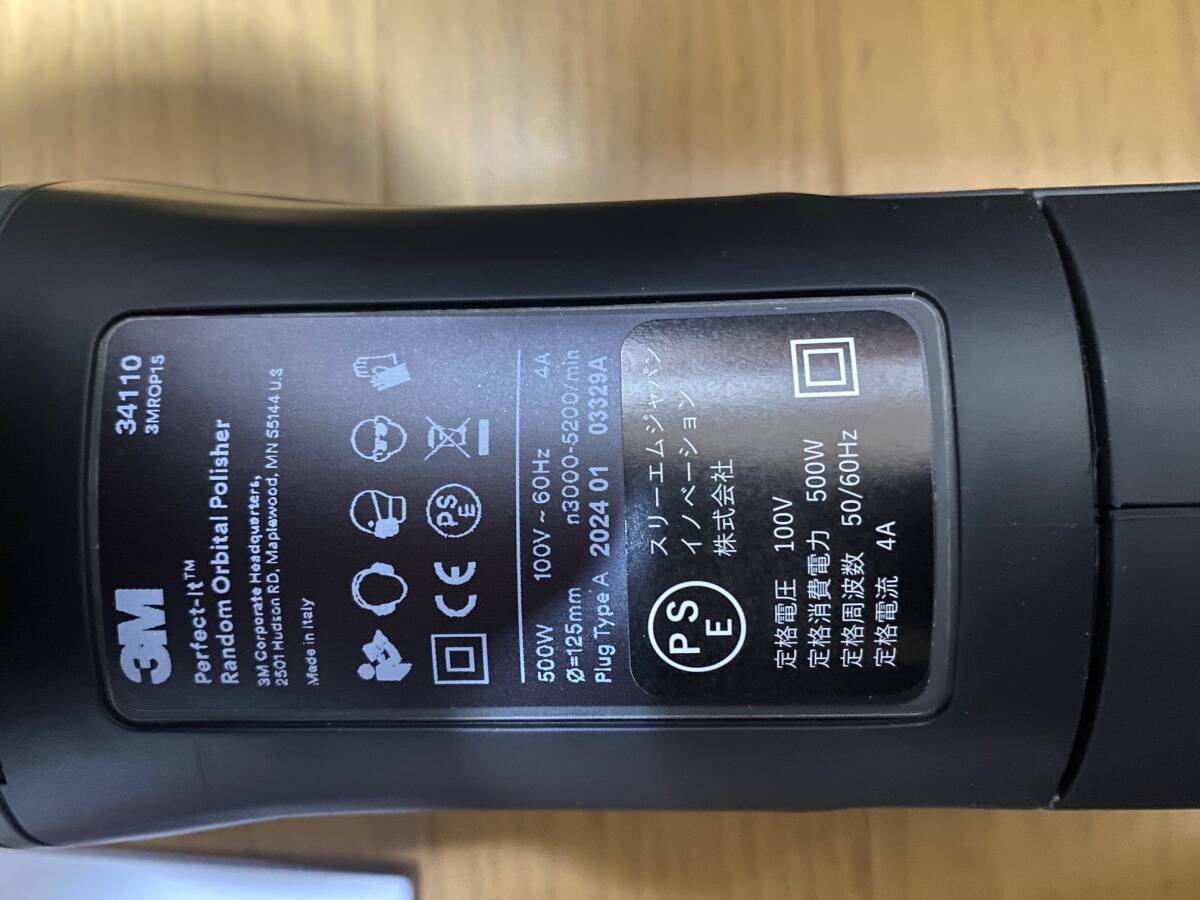 3M
34110
3MROP15
Perfect-It™
Random Orbital Polisher
3M Corporate Headquarters,
2501 Hudson RD, Maplewood, MN 55144 U.S
Made in Italy
CE
PSE
500W 100V~60Hz 4A
Ø=125mm n3000-5200/min
Plug Type A 2024 01 03329A
PSE
スリーエムジャパン
イノベーション
株式会社
定格電圧 100V
定格消費電力 500W
定格周波数 50/60Hz
定格電流 4A